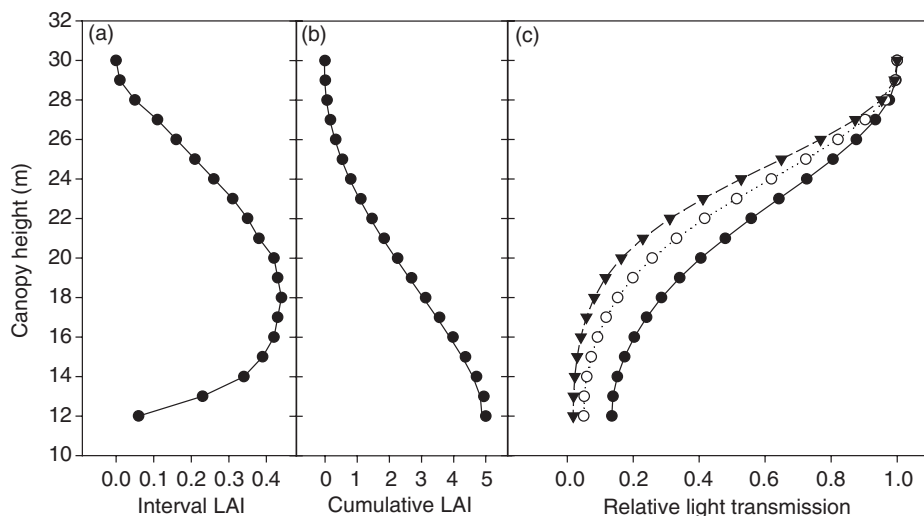 (a)
(b)
(c)
32
30
28
26
24
22
20
18
16
14
12
10
Canopy height (m)
0.0 0.1 0.2 0.3 0.4
0 1 2 3 4 5
0.0 0.2 0.4 0.6 0.8 1.0
Interval LAI
Cumulative LAI
Relative light transmission